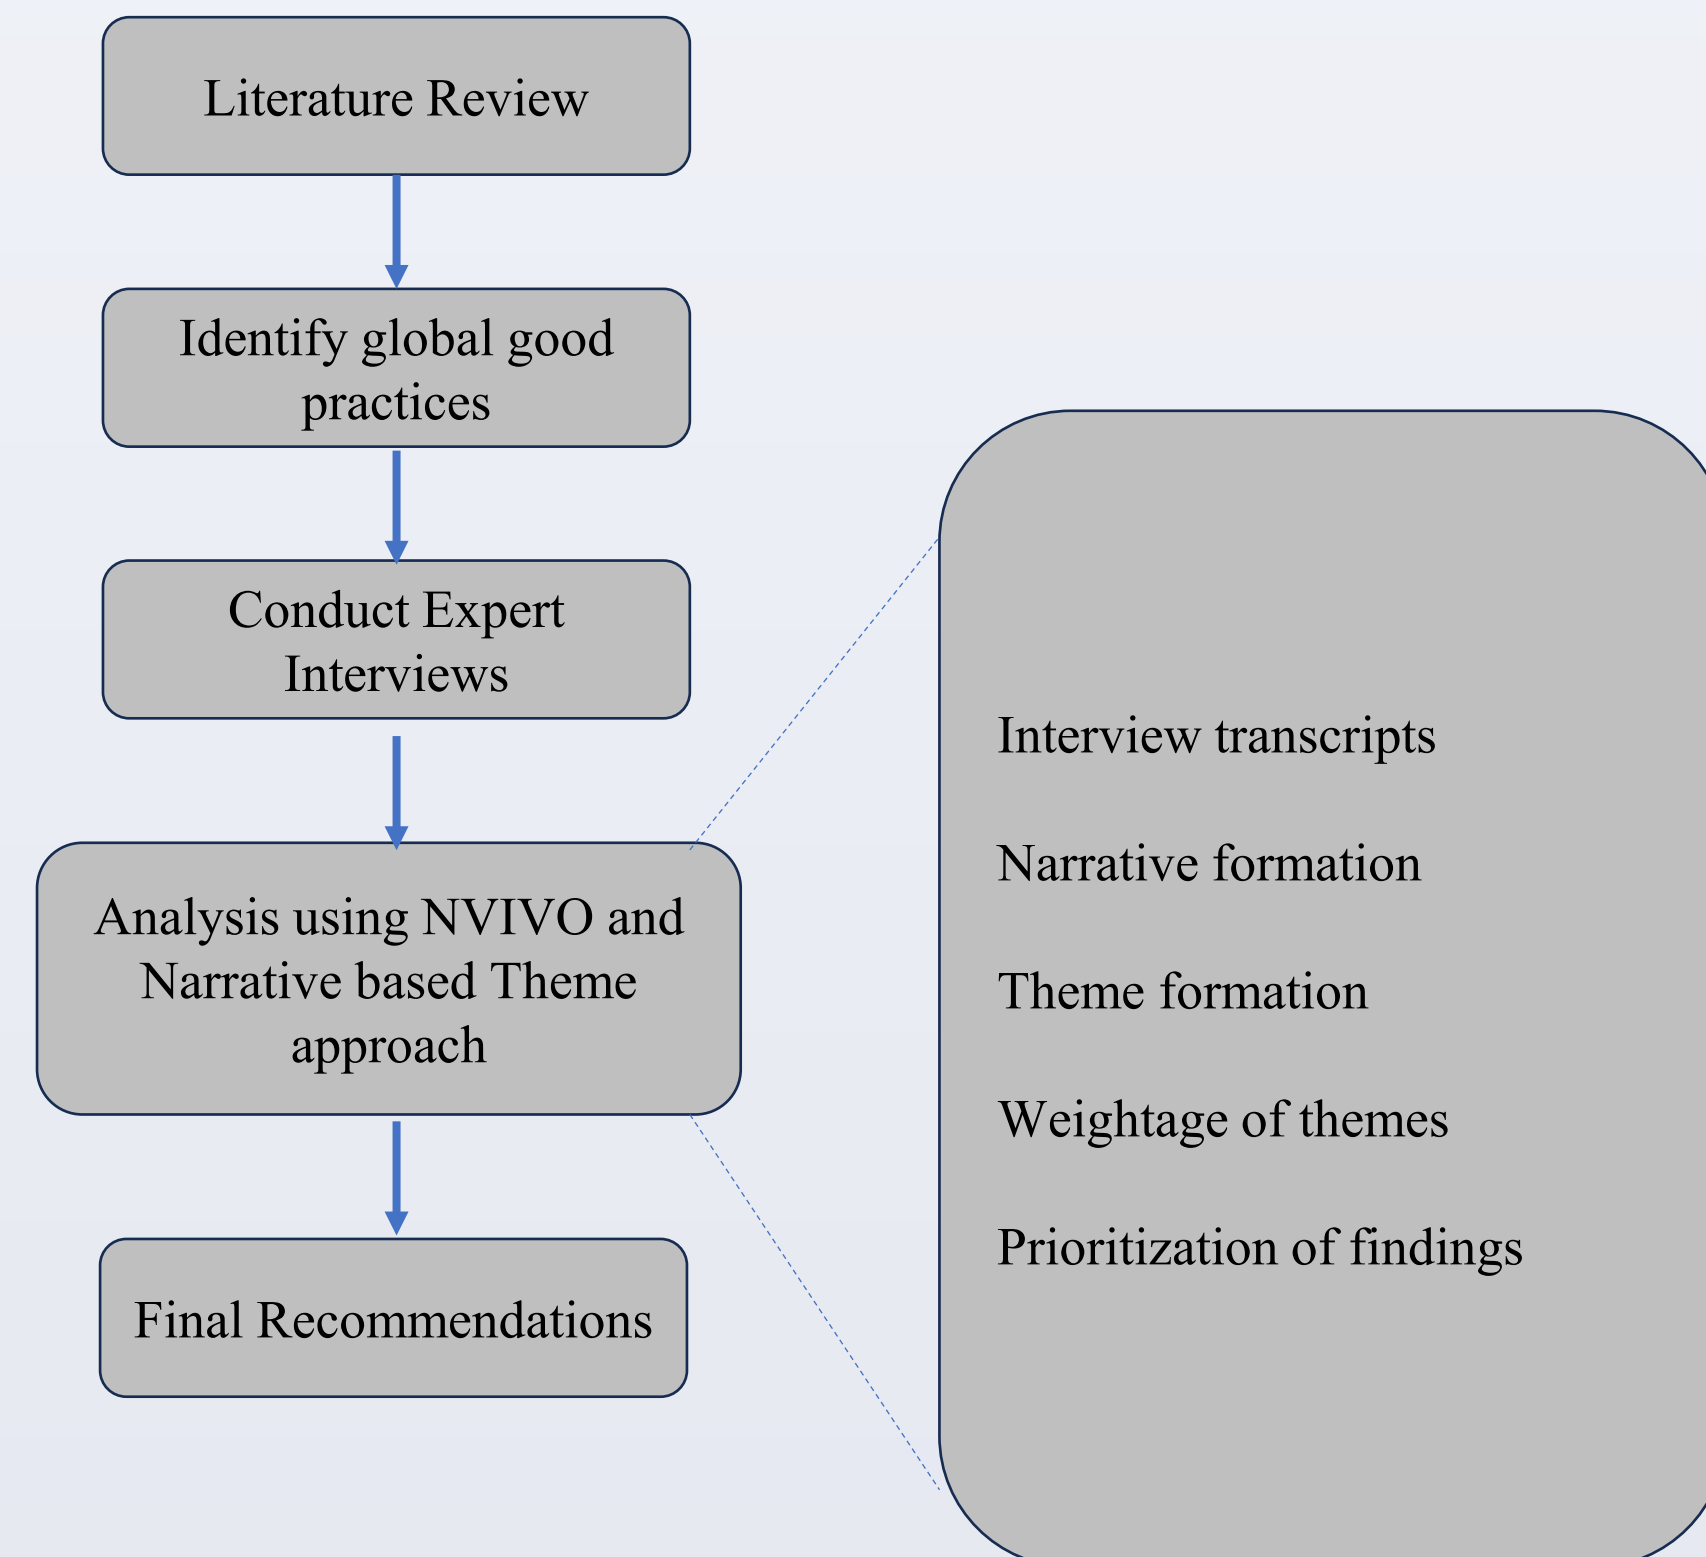 Literature Review
Identify global good
practices
Conduct Expert
Interviews
Analysis using NVIVO and
Narrative based Theme
approach
Final Recommendations
Interview transcripts
Narrative formation
Theme formation
Weightage of themes
Prioritization of findings